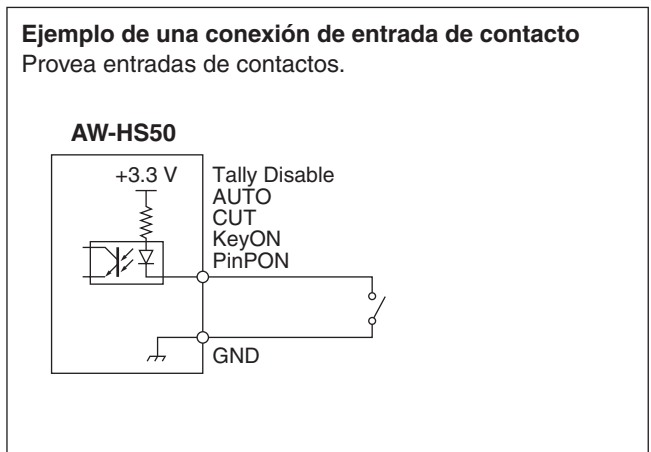 Ejemplo de una conexión de entrada de contacto
Provea entradas de contactos.
AW-HS50
+3.3 V
Tally Disable
AUTO
CUT
KeyON
PinPON
GND